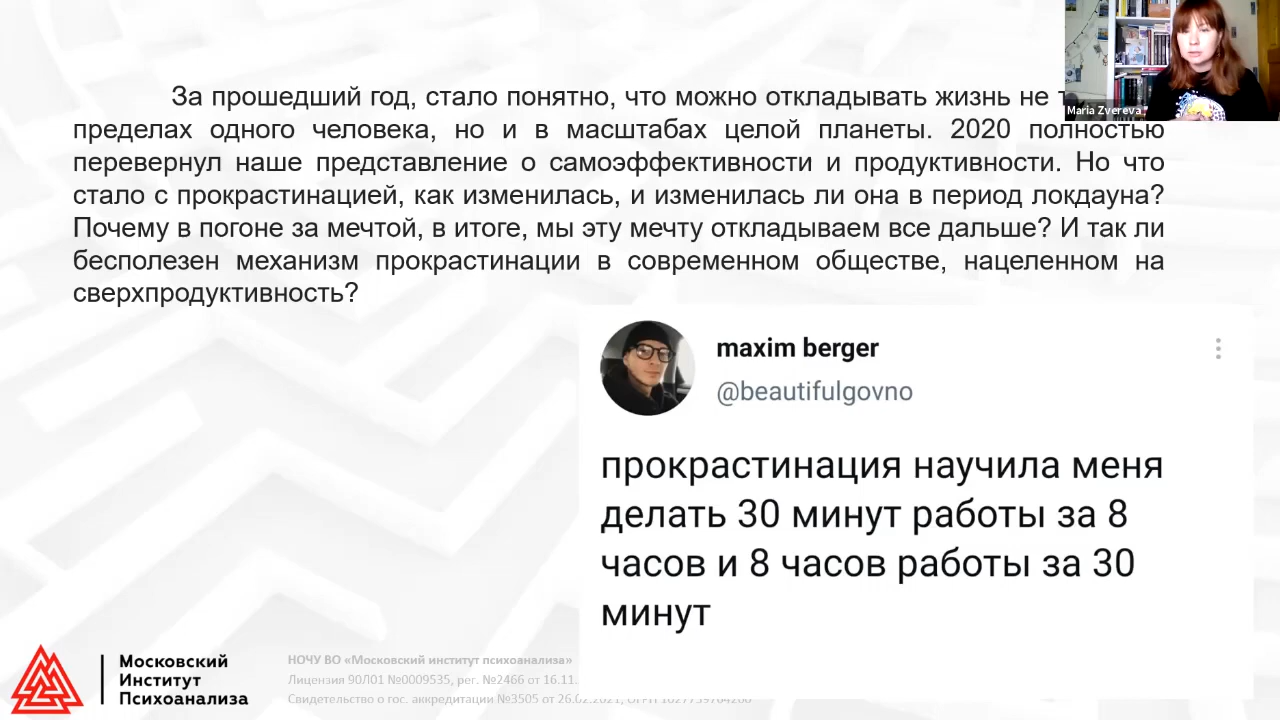 За прошедший год, стало понятно, что можно откладывать жизнь не
Maria Zvereva
пределах одного человека, но и в масштабах целой планеты. 2020 полностью
перевернул наше представление о самоэффективности и продуктивности. Но что
стало с прокрастинацией, как изменилась, и изменилась ли она в период локдауна?
Почему в погоне за мечтой, в итоге, мы эту мечту откладываем все дальше? И так ли
бесполезен механизм прокрастинации в современном обществе, нацеленном на
сверхпродуктивность?
maxim berger
@beautifulgovno
прокрастинация научила меня
делать 30 минут работы за 8
часов и 8 часов работы за 30
минут
Московский
Институт
Психоанализа
НОЧУ ВО «Московский институт психоанализа»
Лицензия 90Л01 №0009535, рег. №2466 от 16.11.
Свидетельство о гос. аккредитации №3505 от 26.02.2021,